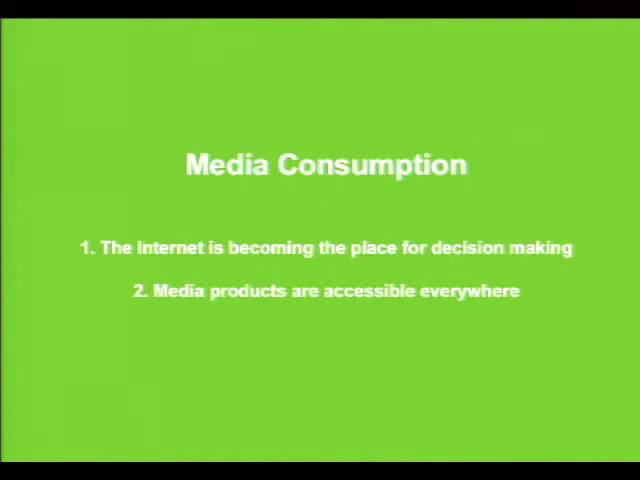 Media Consumption
1. The Internet is becoming the place for decision making
2. Media products are accessible everywhere